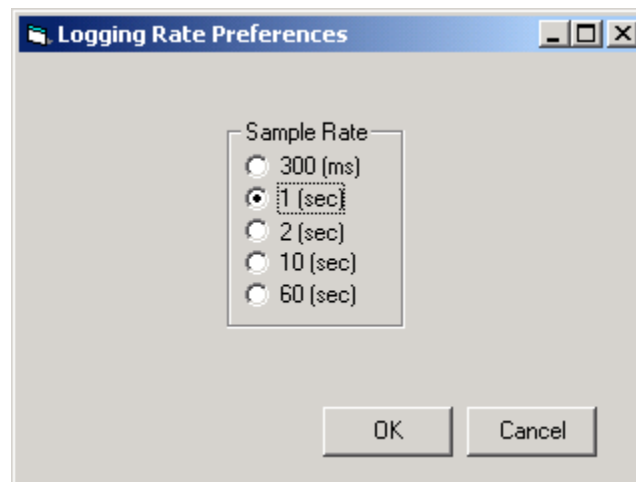 Logging Rate Preferences
Sample Rate
300 (ms)
1 (sec)
2 (sec)
10 (sec)
60 (sec)
OK Cancel